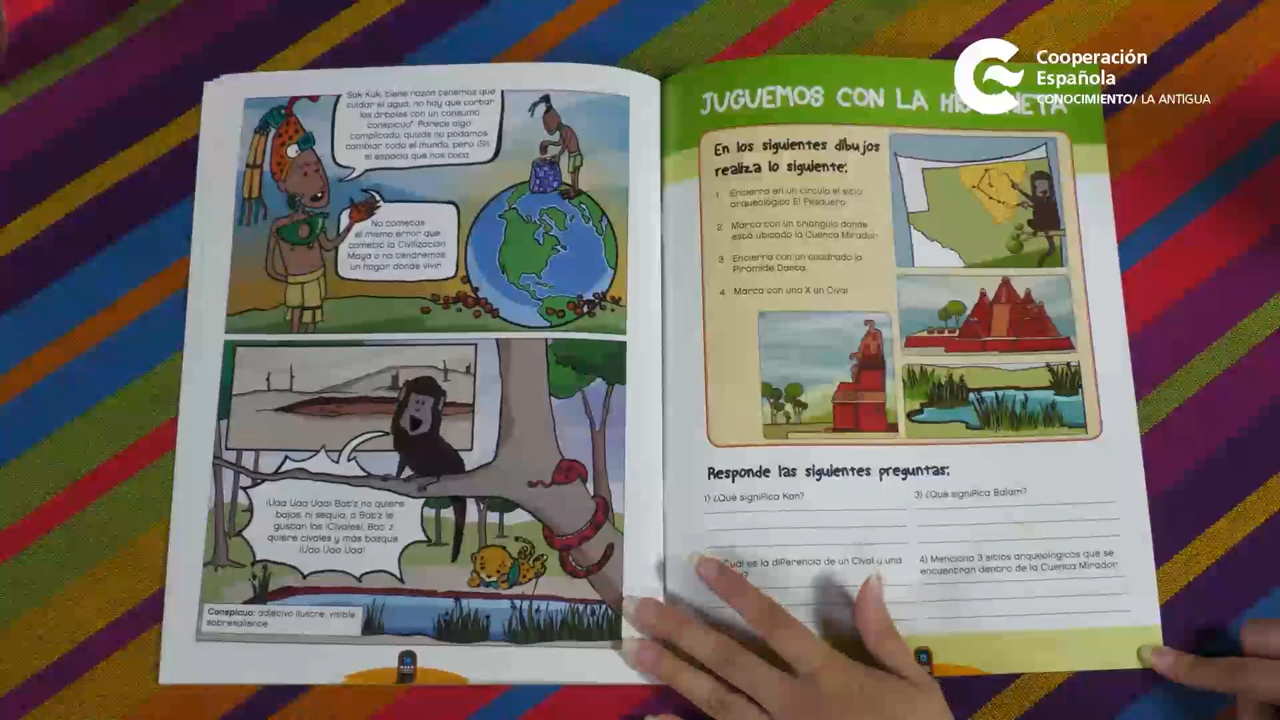 Sak Kuk, tiene razón tenemos que
cuidar el agua, no hay que cortar
los árboles con un consumo
conspicuo*. Parece algo
complicado, quizás no podamos
cambiar todo el mundo, pero ¡Sí!,
el espacio que nos toca
No cometas
el mismo error que
cometió la Civilización
Maya o no tendremos
un hogar donde vivir
¡Uaa Uaa Uaa! Bat'z no quiere
bajos, ni sequía, a Bat'z le
gustan los ¡Civales!, Bat'z
quiere civales y más bosque
¡Uaa Uaa Uaa!
Conspicuo: adjetivo ilustre, visible
sobresaliente
JUGUEMOS CON LA
En los siguientes dibujos
realiza lo siguiente:
1 Encierra en un círculo el sitio
arqueológico El Pesquero
2 Marca con un triángulo donde
está ubicada la Cuenca Mirador
3 Encierra con un cuadrado la
Pirámide Danta
4 Marca con una X un Cival
Responde las siguientes preguntas:
1) ¿Qué significa Kan?
3) ¿Qué significa Balam?
Cuál es la diferencia de un Cival y una
4) Menciona 3 sitios arqueológicos que se
encuentran dentro de la Cuenca Mirador
Cooperación
Española
CONOCIMIENTO/ LA ANTIGUA